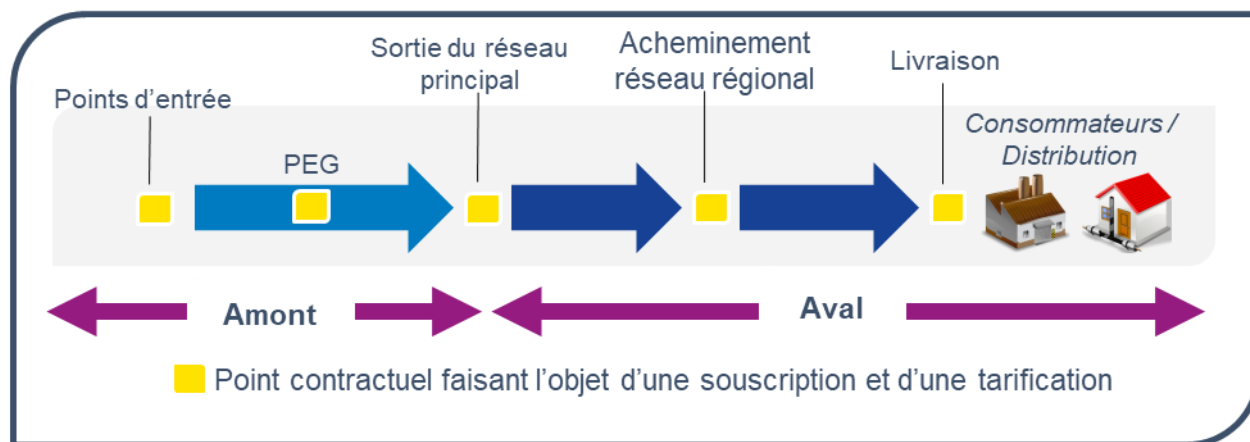 Points d’entrée
PEG
Sortie du réseau
principal
Acheminement
réseau régional
Livraison
Consommateurs /
Distribution
Amont
Aval
Point contractuel faisant l’objet d’une souscription et d’une tarification